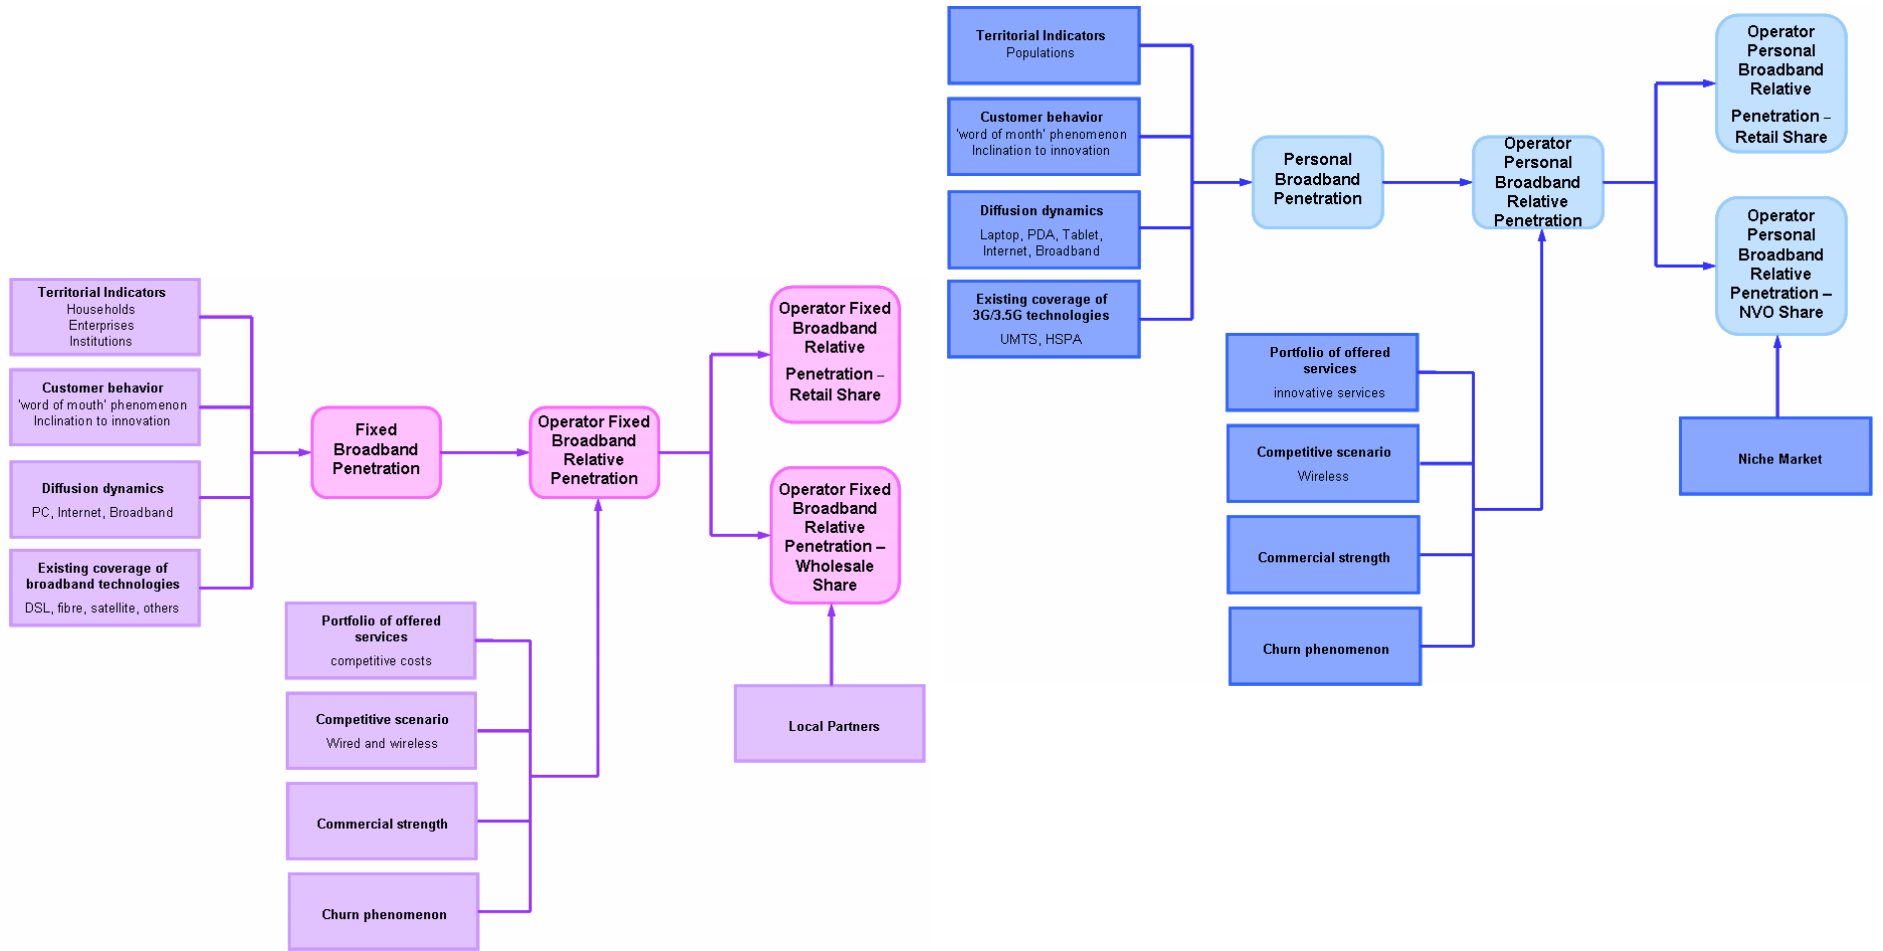 Territorial Indicators
Households
Enterprises
Institutions
Customer behavior
'word of mouth' phenomenon
Inclination to innovation
Diffusion dynamics
PC, Internet, Broadband
Existing coverage of
broadband technologies
DSL, fibre, satellite, others
Fixed
Broadband
Penetration
Operator Fixed
Broadband
Relative
Penetration
Operator Fixed
Broadband
Relative
Penetration –
Retail Share
Operator Fixed
Broadband
Relative
Penetration –
Wholesale
Share
Portfolio of offered
services
competitive costs
Competitive scenario
Wired and wireless
Commercial strength
Churn phenomenon
Local Partners
Territorial Indicators
Populations
Customer behavior
'word of month' phenomenon
Inclination to innovation
Diffusion dynamics
Laptop, PDA, Tablet,
Internet, Broadband
Existing coverage of
3G/3.5G technologies
UMTS, HSPA
Personal
Broadband
Penetration
Operator
Personal
Broadband
Relative
Penetration
Operator
Personal
Broadband
Relative
Penetration –
Retail Share
Operator
Personal
Broadband
Relative
Penetration –
NVO Share
Portfolio of offered
services
innovative services
Competitive scenario
Wireless
Commercial strength
Churn phenomenon
Niche Market